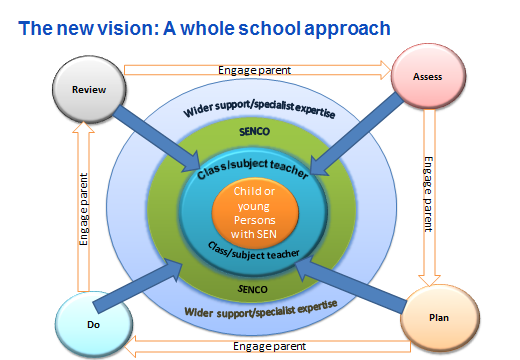 The new vision: A whole school approach
Engage parent
Review
Assess
Wider support/specialist expertise
SENCO
Class/subject teacher
Child or
young
Persons
with SEN
Engage parent
Engage parent
Class/subject teacher
SENCO
Wider support/specialist expertise
Do
Plan
Engage parent